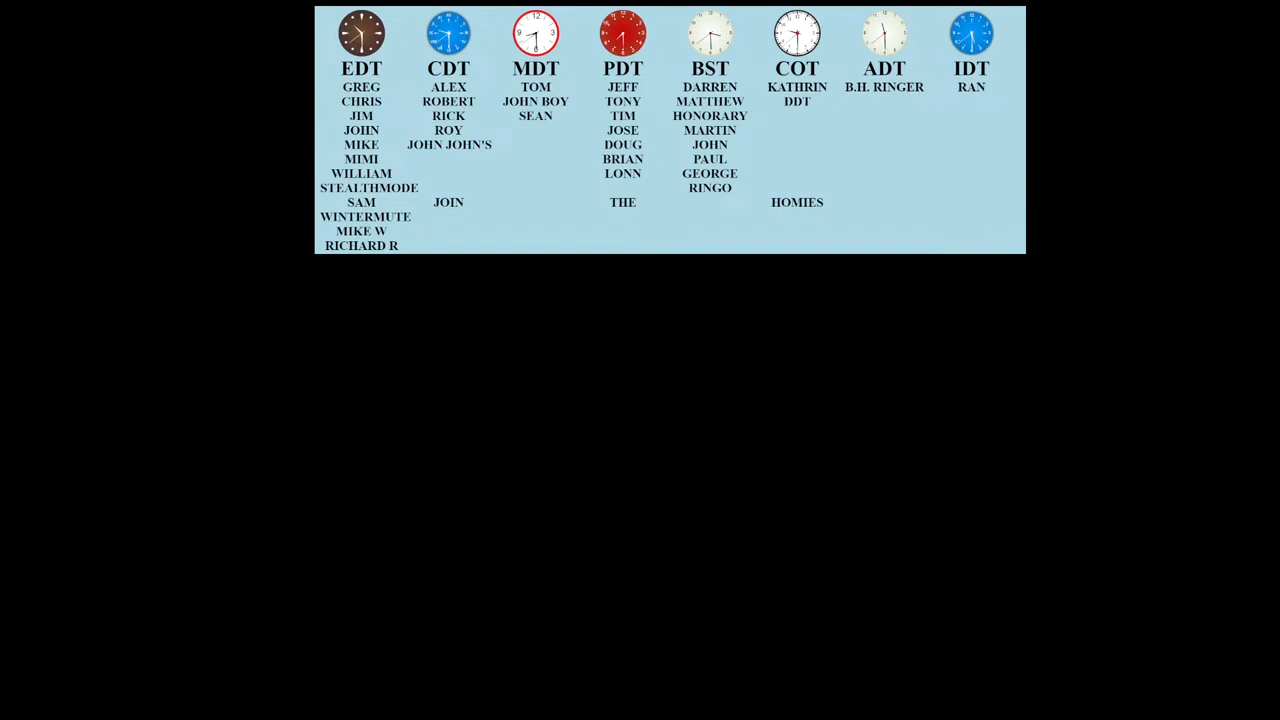 EDT CDT MDT PDT BST COT ADT IDT
GREG ALEX TOM JEFF DARREN KATHRIN B.H. RINGER RAN
CHRIS ROBERT JOHN BOY TONY MATTHEW DDT
JIM RICK SEAN TIM HONORARY
JOHN ROY JOSE MARTIN
MIKE JOHN JOHN'S DOUG JOHN
MIMI BRIAN PAUL
WILLIAM LONN GEORGE
STEALTHMODE RINGO
SAM JOIN THE HOMIES
WINTERMUTE
MIKE W
RICHARD R